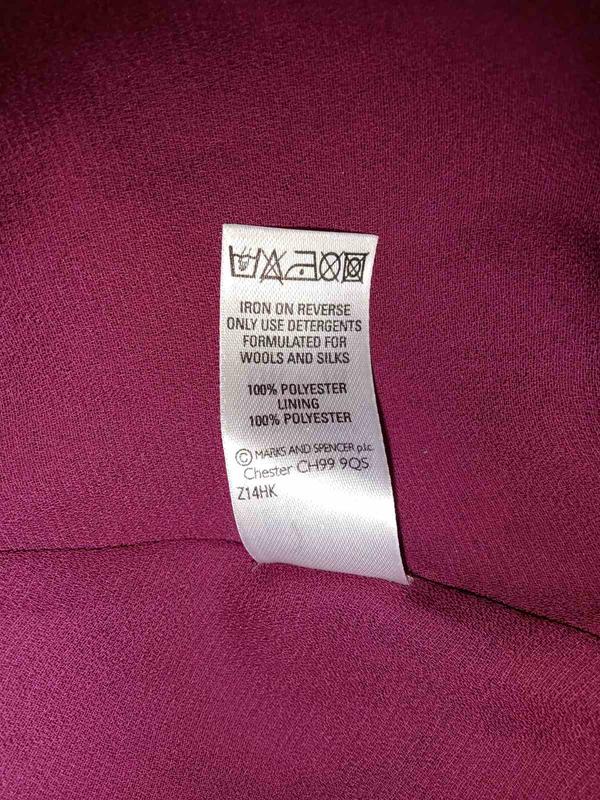 IRON ON REVERSE
ONLY USE DETERGENTS
FORMULATED FOR
WOOLS AND SILKS
100% POLYESTER
LINING
100% POLYESTER
© MARKS AND SPENCER p.l.c.
Chester CH99 9QS
Z14HK